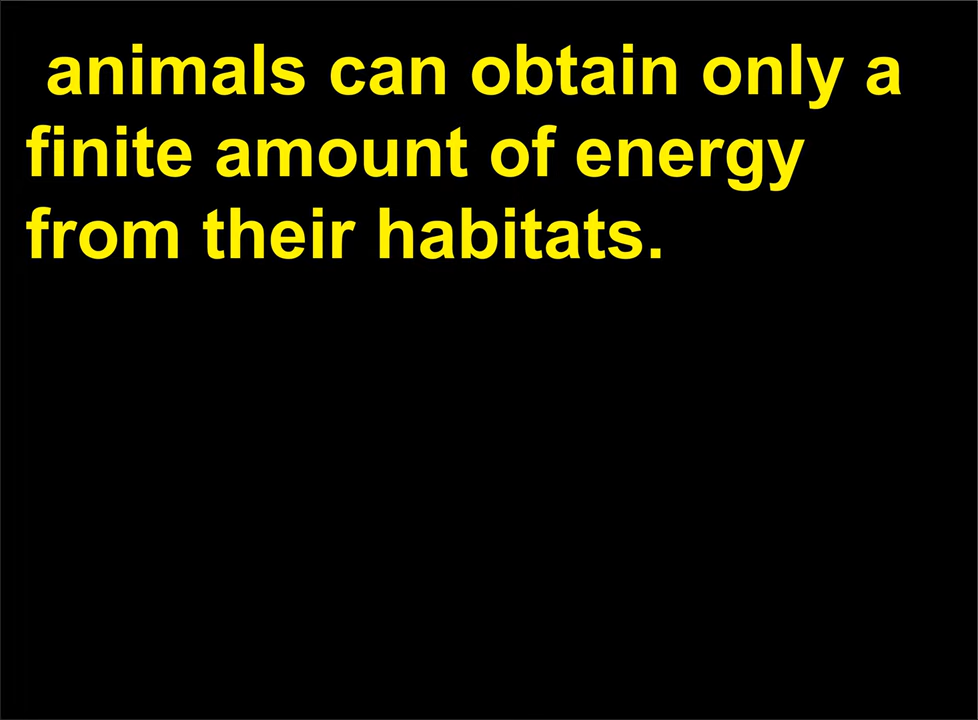 animals can obtain only a
finite amount of energy
from their habitats.